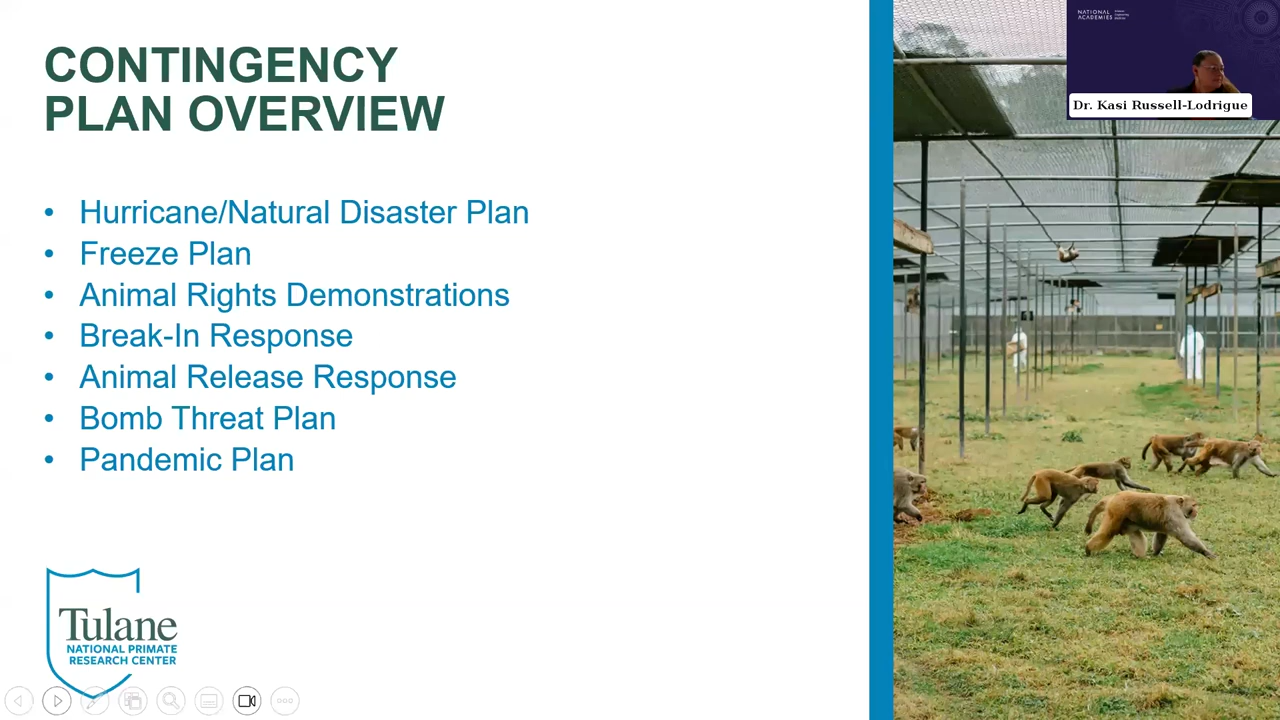 CONTINGENCY
PLAN OVERVIEW
• Hurricane/Natural Disaster Plan
• Freeze Plan
• Animal Rights Demonstrations
• Break-In Response
• Animal Release Response
• Bomb Threat Plan
• Pandemic Plan
Tulane
NATIONAL PRIMATE
RESEARCH CENTER
NATIONAL
ACADEMIES
Dr. Kasi Russell-Lodrigue